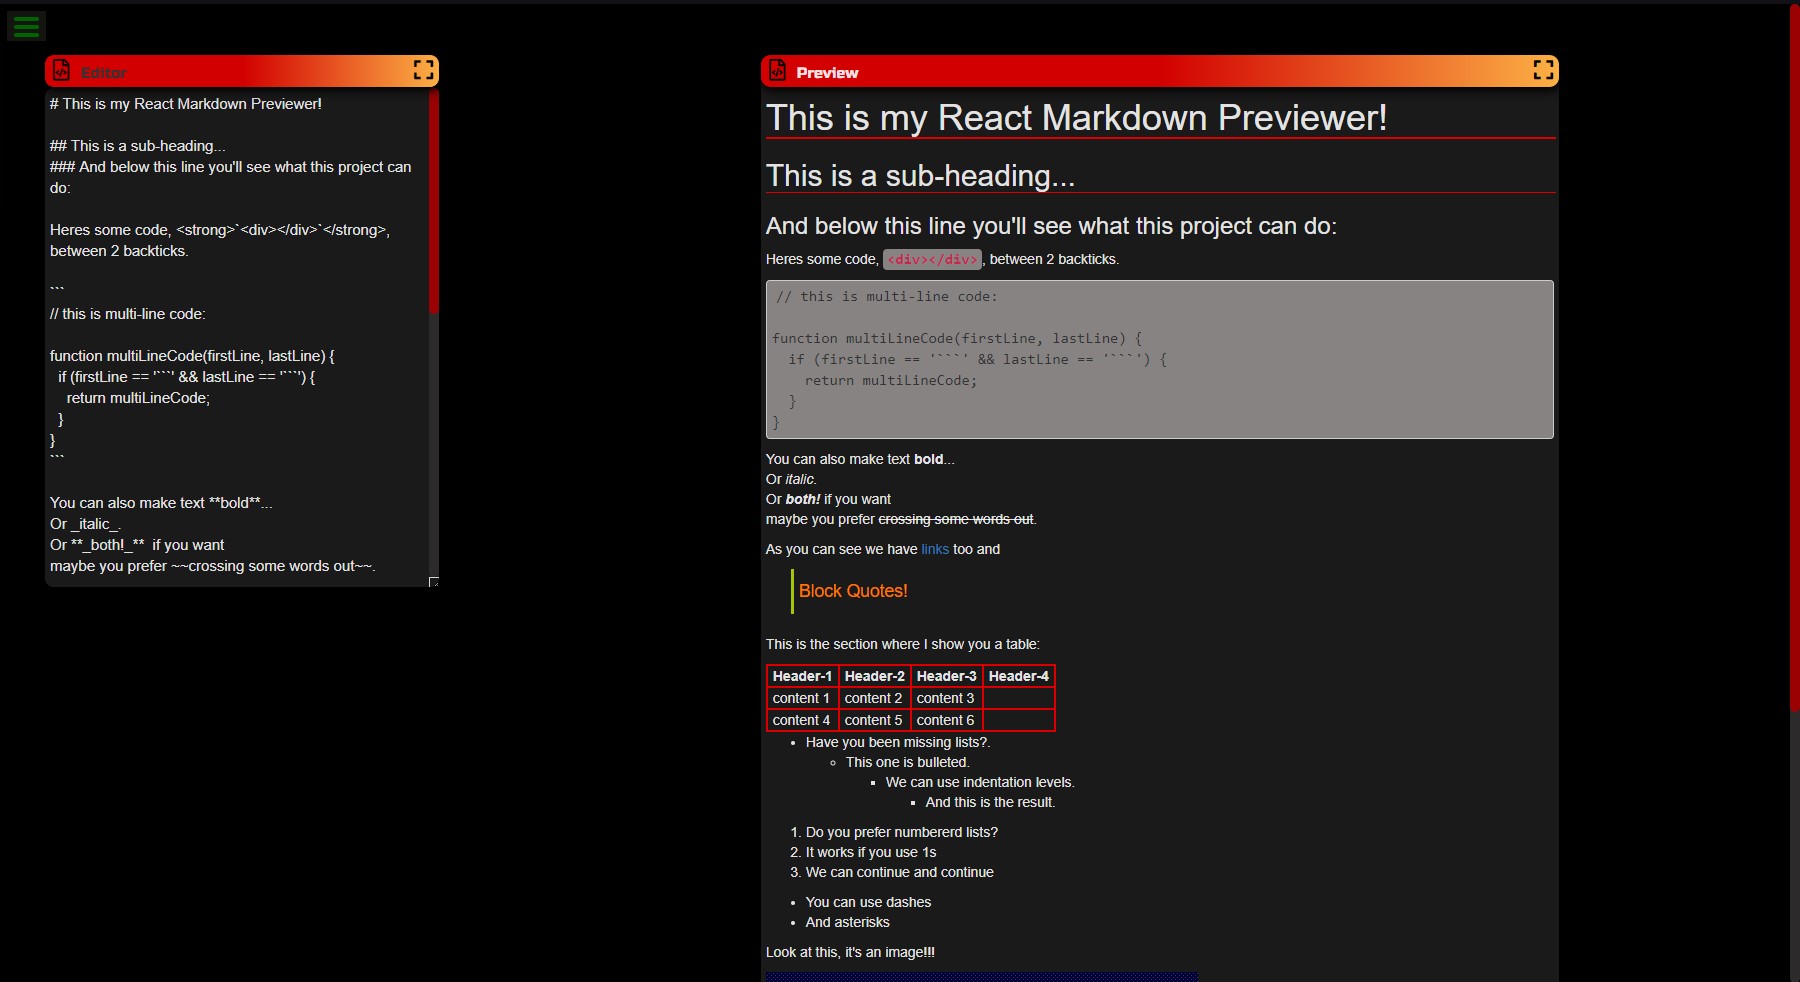 Editor
# This is my React Markdown Previewer!
## This is a sub-heading...
### And below this line you'll see what this project can
do:
Heres some code, <strong>`<div></div>`</strong>,
between 2 backticks.
```
// this is multi-line code:
function multiLineCode(firstLine, lastLine) {
if (firstLine == '```' && lastLine == '```') {
return multiLineCode;
}
}
```
You can also make text **bold**...
Or _italic_.
Or **_both!_**  if you want
maybe you prefer ~~crossing some words out~~.
Preview
This is my React Markdown Previewer!
This is a sub-heading...
And below this line you'll see what this project can do:
Heres some code, <div></div>, between 2 backticks.
// this is multi-line code:
function multiLineCode(firstLine, lastLine) {
if (firstLine == '```' && lastLine == '```') {
return multiLineCode;
}
}
You can also make text bold...
Or italic.
Or both! if you want
maybe you prefer crossing some words out.
As you can see we have links too and
Block Quotes!
This is the section where I show you a table:
Header-1 Header-2 Header-3 Header-4
content 1 content 2 content 3
content 4 content 5 content 6
Have you been missing lists?.
This one is bulleted.
We can use indentation levels.
And this is the result.
1. Do you prefer numbererd lists?
2. It works if you use 1s
3. We can continue and continue
You can use dashes
And asterisks
Look at this, it's an image!!!